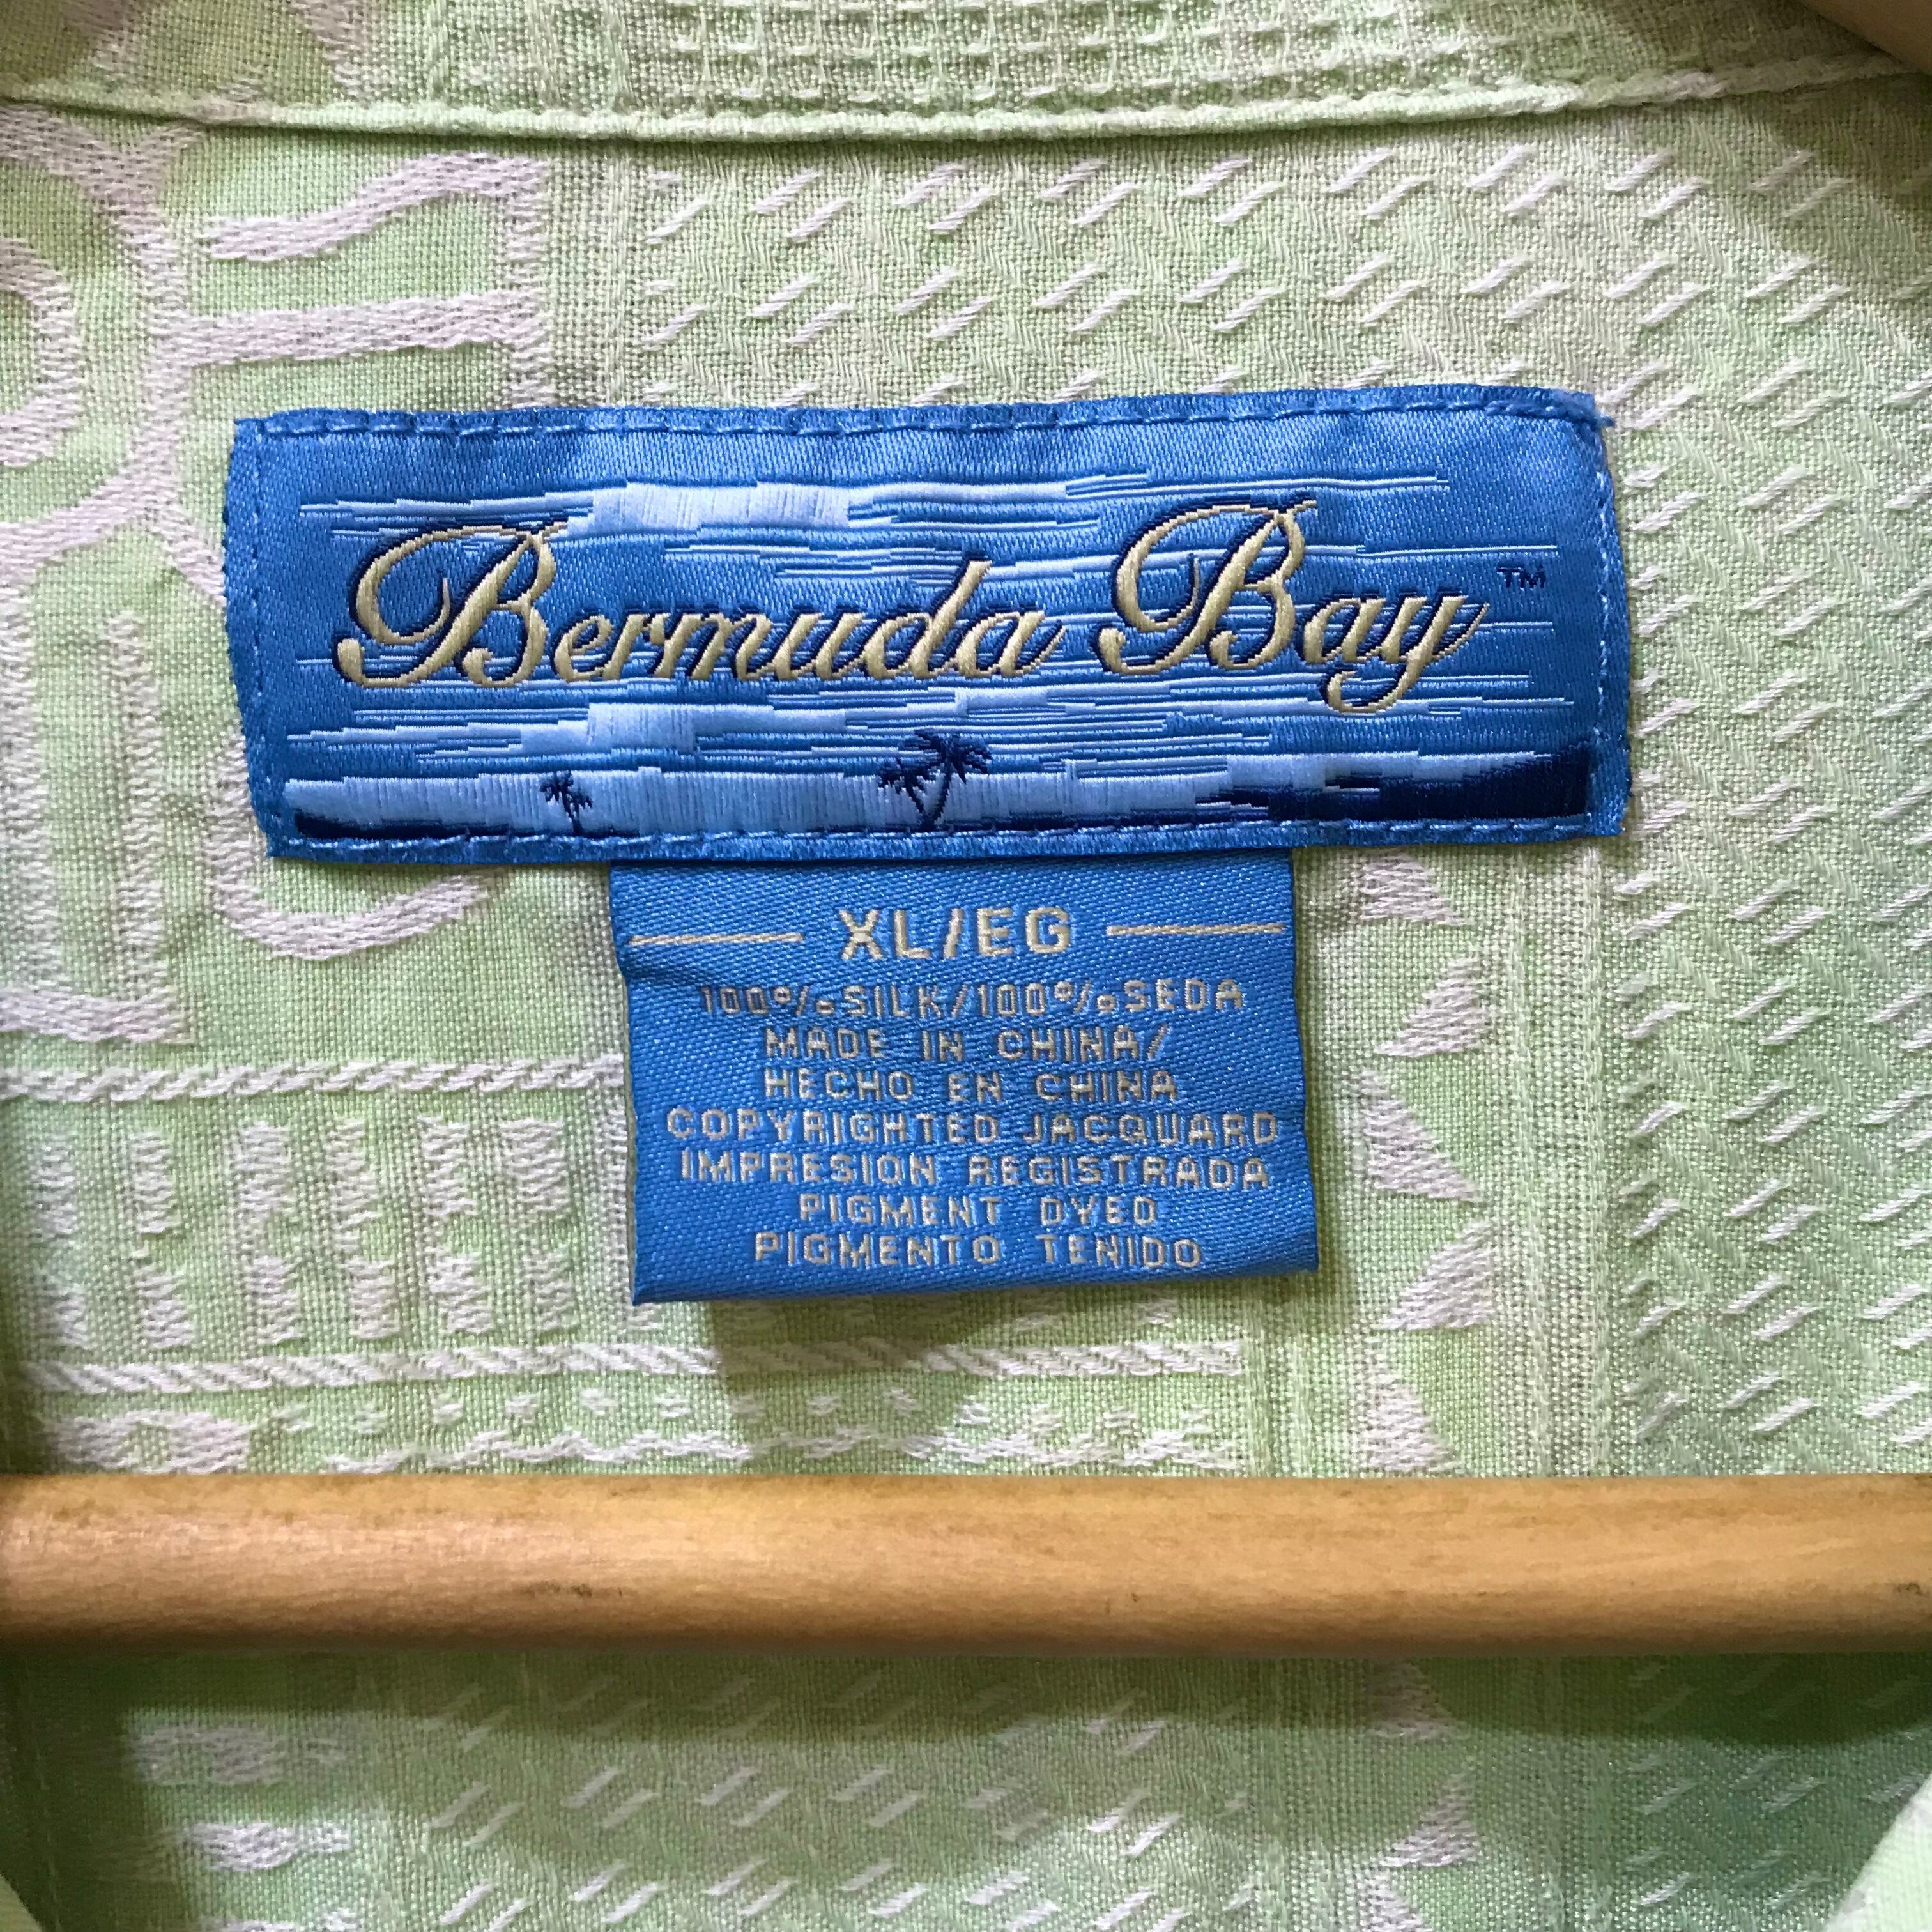 Bermuda Bay™
XL/EG
100% SILK/100% SEDA
MADE IN CHINA/
HECHO EN CHINA
COPYRIGHTED JACQUARD
IMPRESION REGISTRADA
PIGMENT DYED
PIGMENTO TENIDO